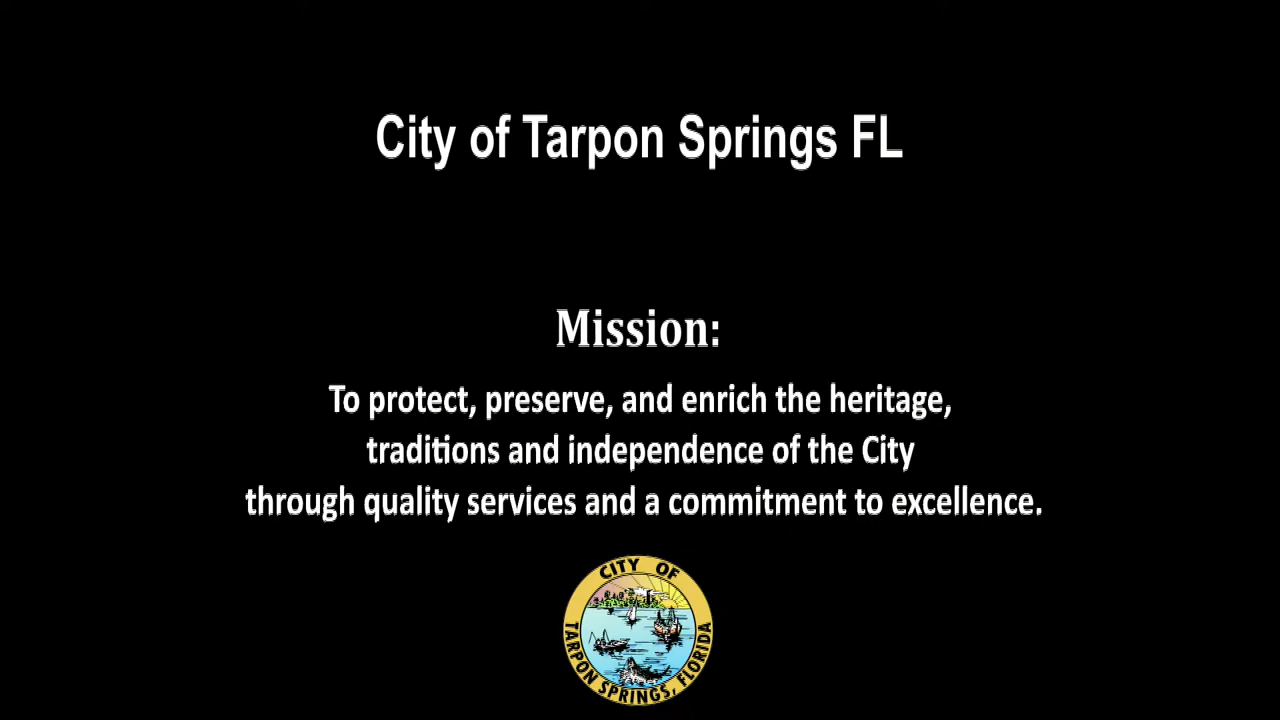 City of Tarpon Springs FL
Mission:
To protect, preserve, and enrich the heritage,
traditions and independence of the City
through quality services and a commitment to excellence.
CITY OF
TARPON SPRINGS, FLORIDA